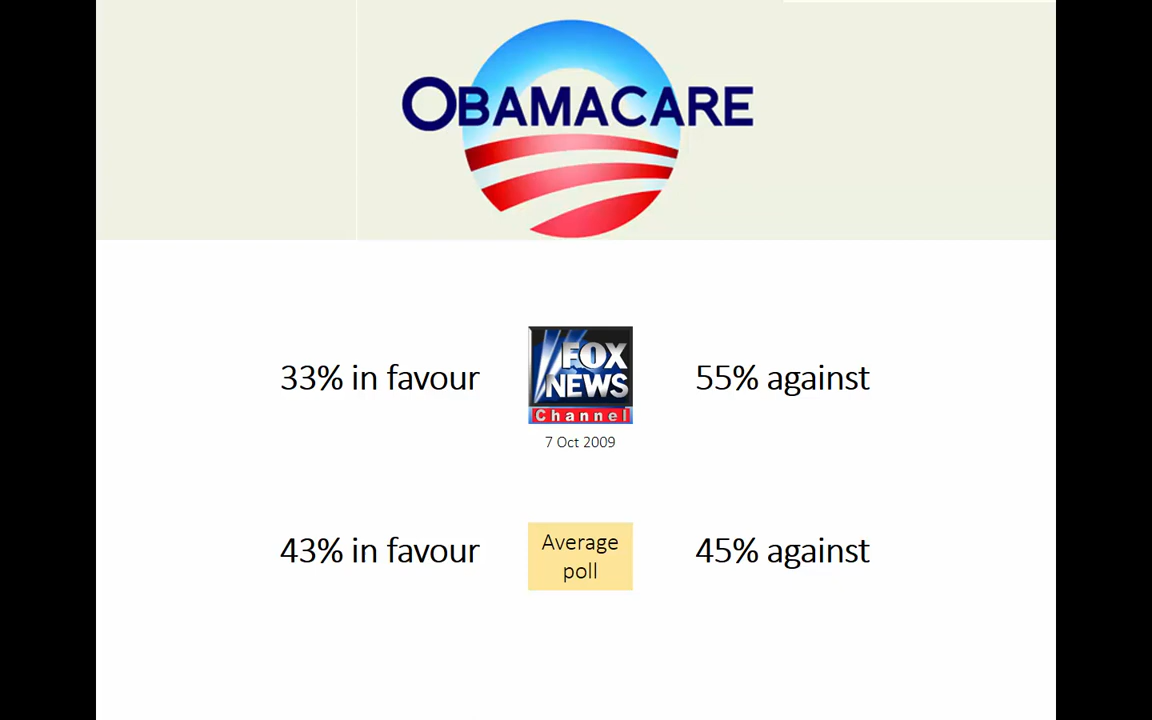 OBAMACARE
33% in favour
FOX
NEWS
Channel
55% against
7 Oct 2009
43% in favour
Average
poll
45% against